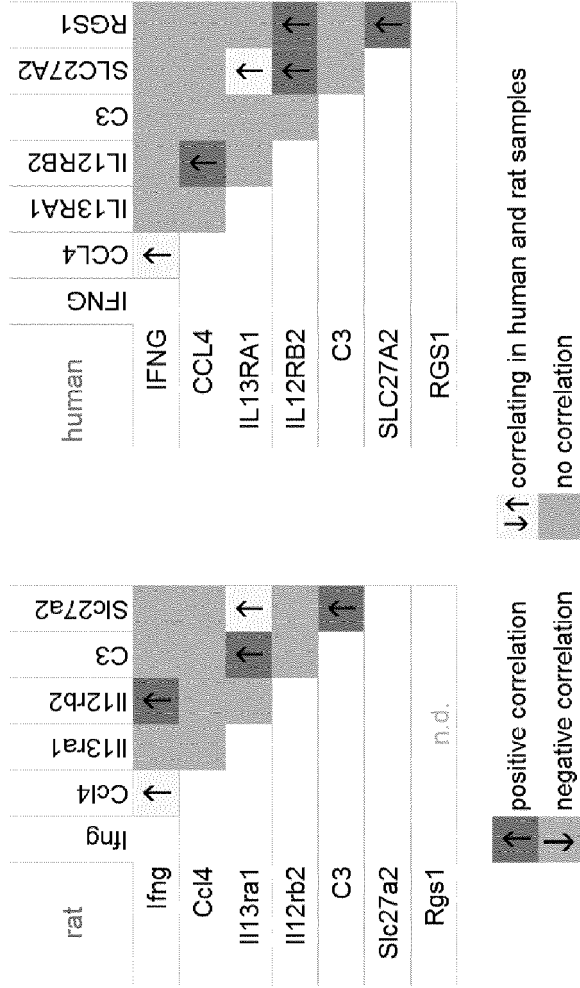 rat
Ifng
Ccl4
Il13ra1
Il12rb2
C3
Slc27a2
Ifng
↑
↑
Ccl4
Il13ra1
↑
↑
Il12rb2
C3
↑
Slc27a2
Rgs1
n.d.
human
IFNG
CCL4
IL13RA1
IL12RB2
C3
SLC27A2
RGS1
IFNG
↑
CCL4
↑
IL13RA1
↑
IL12RB2
↑
↑
C3
SLC27A2
↑
RGS1
↑ positive correlation
↓ negative correlation
↓↑ correlating in human and rat samples
no correlation